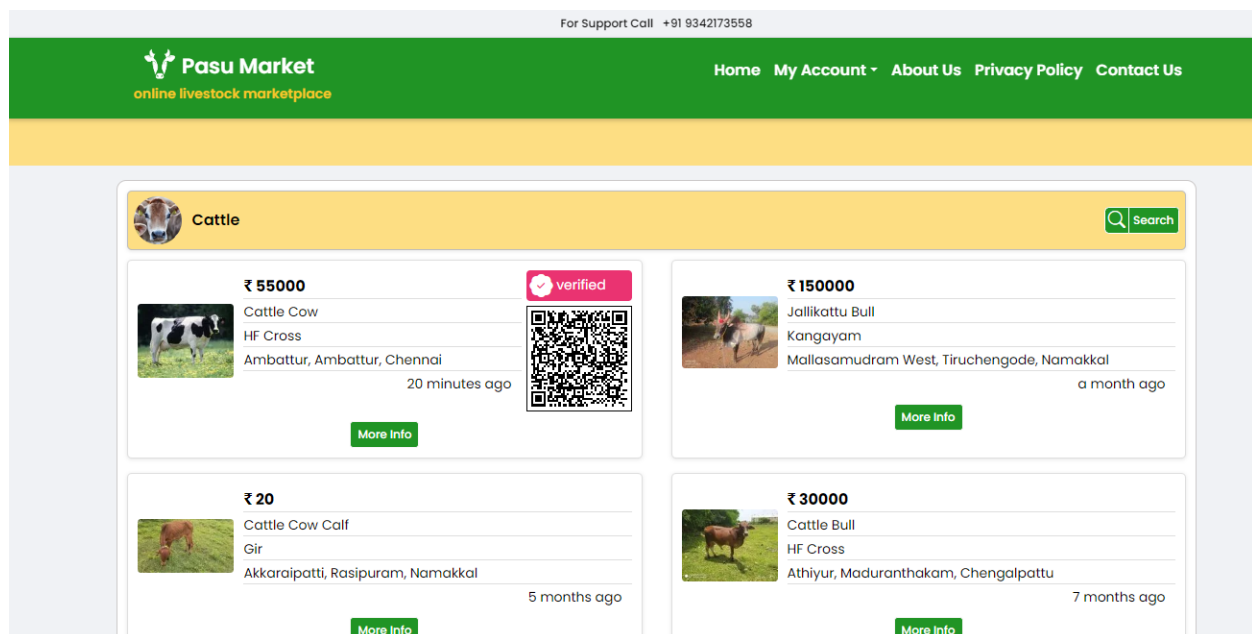 For Support Call +91 9342173558
Pasu Market
online livestock marketplace
Home My Account About Us Privacy Policy Contact Us
Cattle
Search
₹ 55000
verified
Cattle Cow
HF Cross
Ambattur, Ambattur, Chennai
20 minutes ago
More Info
₹ 150000
Jallikattu Bull
Kangayam
Mallasamudram West, Tiruchengode, Namakkal
a month ago
More Info
₹ 20
Cattle Cow Calf
Gir
Akkaraipatti, Rasipuram, Namakkal
5 months ago
More Info
₹ 30000
Cattle Bull
HF Cross
Athiyur, Maduranthakam, Chengalpattu
7 months ago
More Info